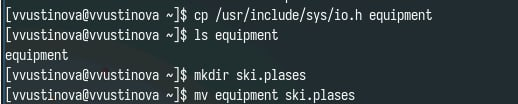 [vvustinova@vvustinova ~]$ cp /usr/include/sys/io.h equipment
[vvustinova@vvustinova ~]$ ls equipment
equipment
[vvustinova@vvustinova ~]$ mkdir ski.plases
[vvustinova@vvustinova ~]$ mv equipment ski.plases